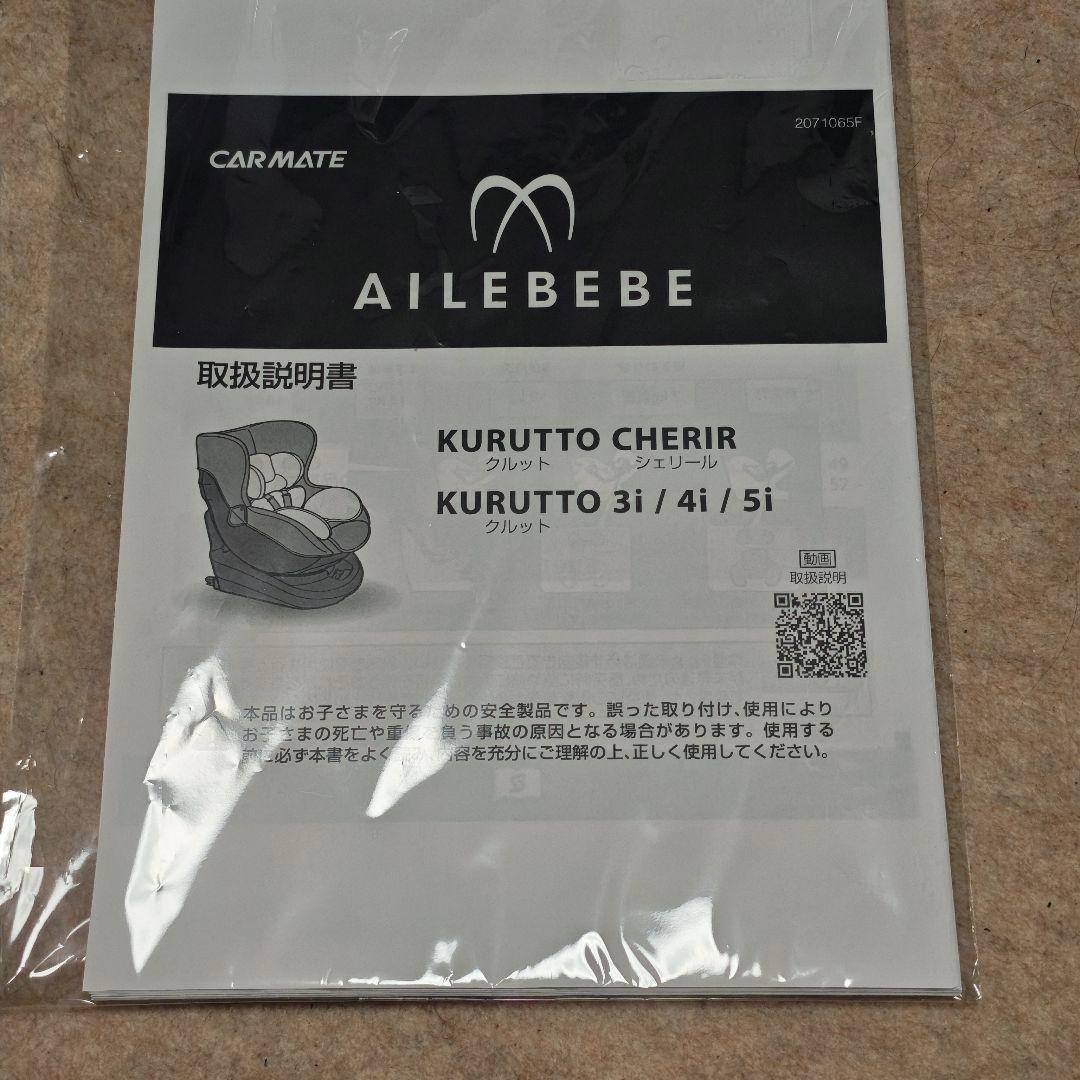 2071065F
CAR MATE
AILEBEBE
取扱説明書
KURUTTO CHERIR
クルット シェリール
KURUTTO 3i / 4i / 5i
クルット
動画
取扱説明
本品はお子さまを守るための安全製品です。誤った取り付け、使用により
お子さまの死亡や重 負う事故の原因となる場合があります。使用する
前に必ず本書をよく 内容を充分にご理解の上、正しく使用してください。